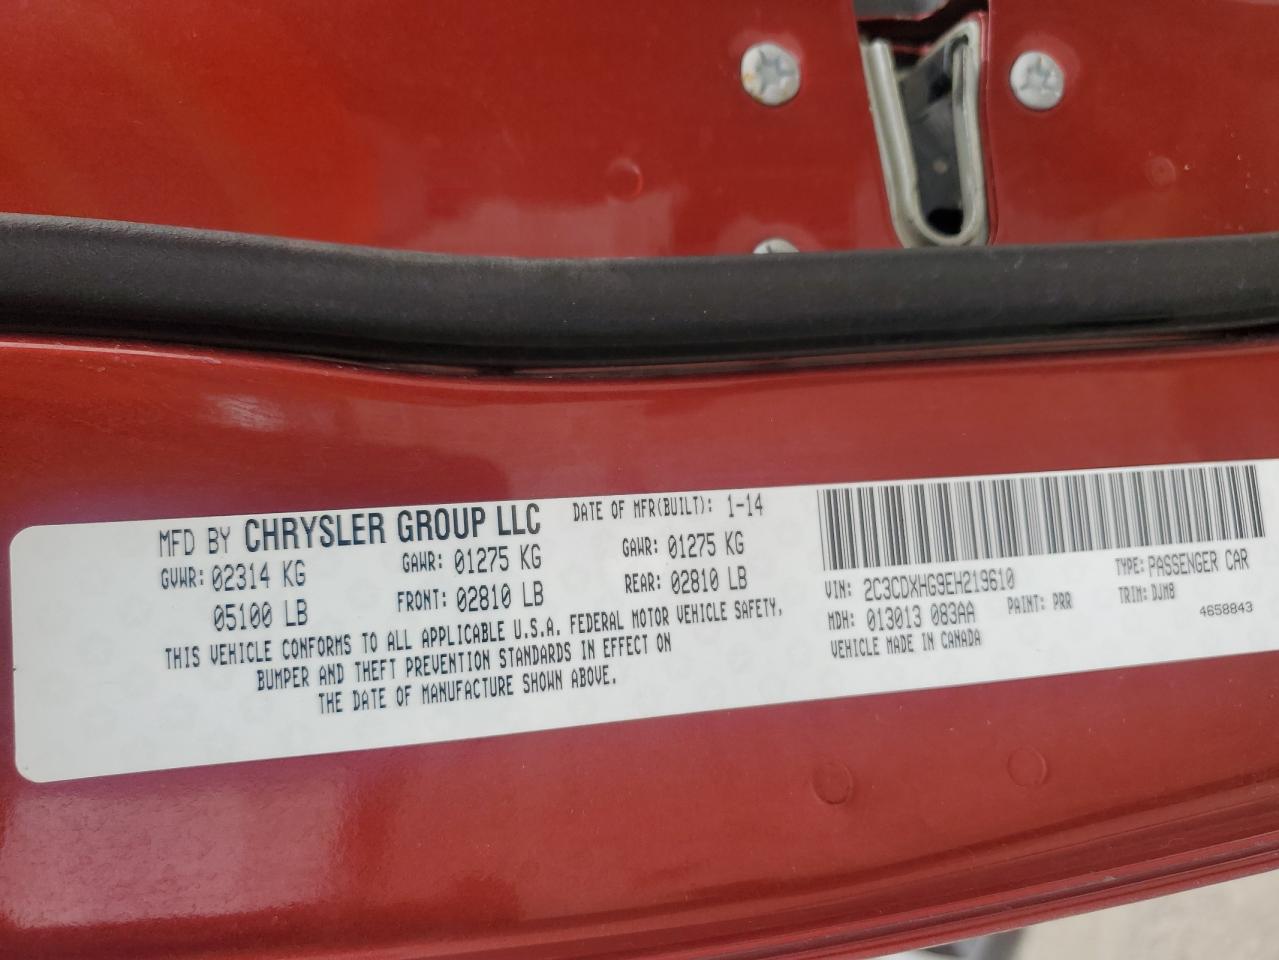 MFD BY CHRYSLER GROUP LLC DATE OF MFR(BUILT): 1-14
GVWR: 02314 KG GAWR: 01275 KG GAWR: 01275 KG
05100 LB FRONT: 02810 LB REAR: 02810 LB
THIS VEHICLE CONFORMS TO ALL APPLICABLE U.S.A. FEDERAL MOTOR VEHICLE SAFETY,
BUMPER AND THEFT PREVENTION STANDARDS IN EFFECT ON
THE DATE OF MANUFACTURE SHOWN ABOVE.
VIN: 2C3CDXHG9EH219610 TYPE: PASSENGER CAR
MDH: 013013 083AA PAINT: PRR TRIM: DJM8
VEHICLE MADE IN CANADA 4658843